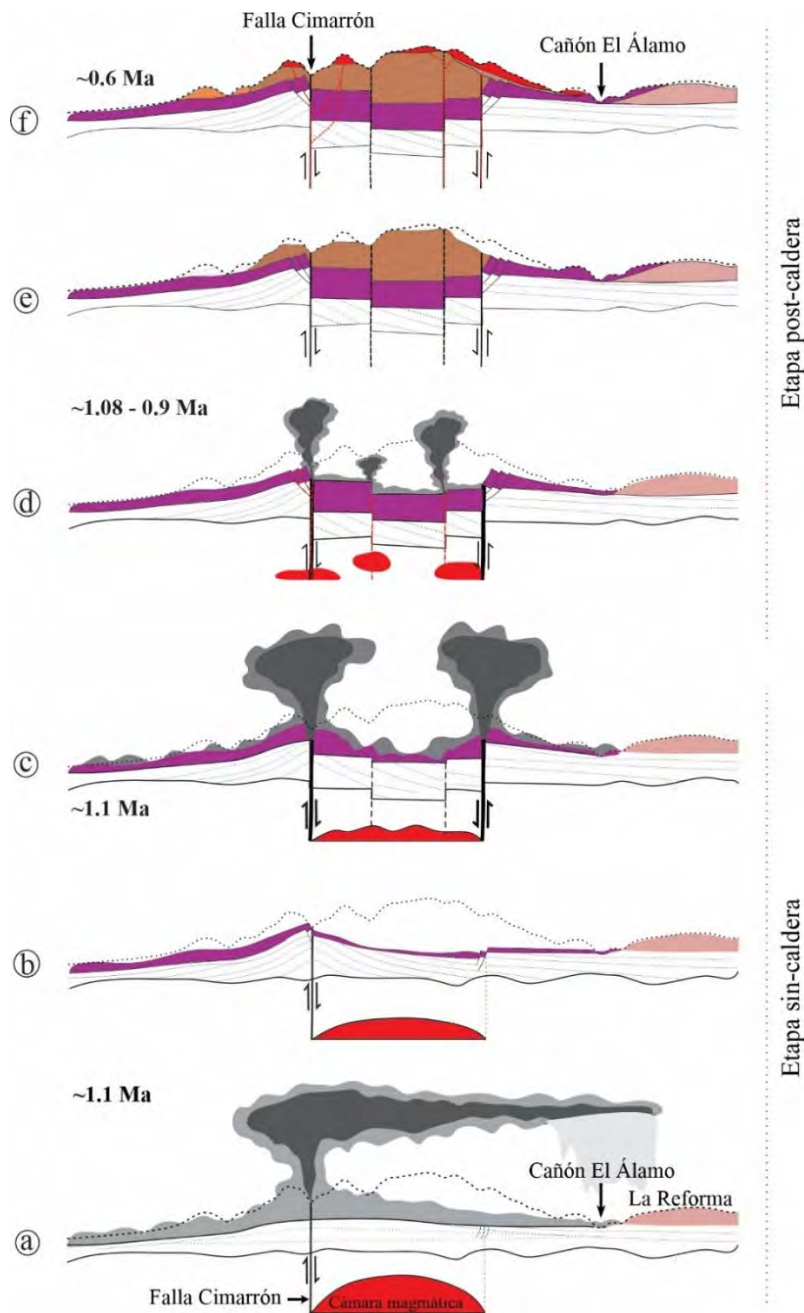 Falla Cimarrón
Cañón El Álamo
~0.6 Ma
f
e
~1.08 - 0.9 Ma
d
Etapa post-caldera
c
~1.1 Ma
b
Etapa sin-caldera
~1.1 Ma
Cañón El Álamo
La Reforma
a
Falla Cimarrón
Cámara magmática